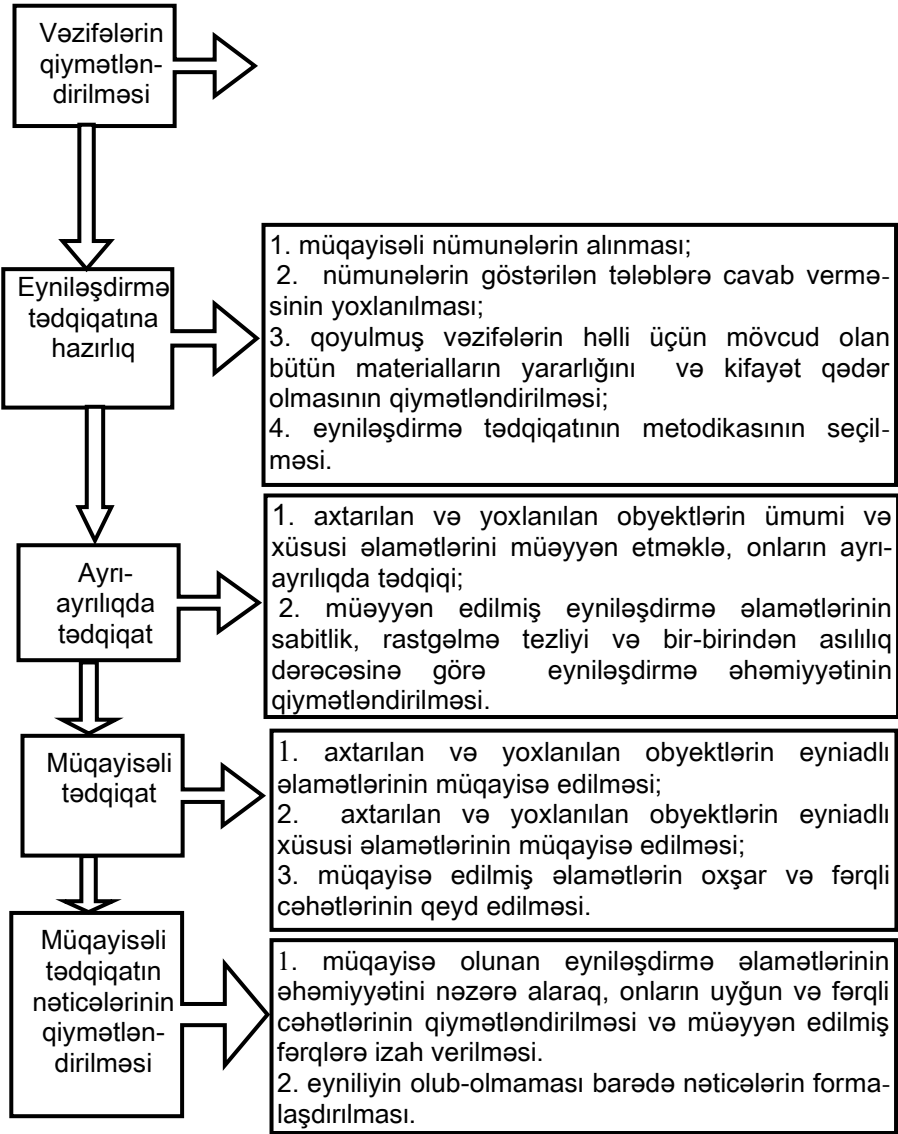 Vəzifələrin
qiymətlən-
dirilməsi
Eyniləşdirmə
tədqiqatına
hazırlıq
1. müqayisəli nümunələrin alınması;
2. nümunələrin göstərilən tələblərə cavab vermə-
sinin yoxlanılması;
3. qoyulmuş vəzifələrin həlli üçün mövcud olan
bütün materialların yararlığını və kifayət qədər
olmasının qiymətləndirilməsi;
4. eyniləşdirmə tədqiqatının metodikasının seçil-
məsi.
Ayrı-
ayrılıqda
tədqiqat
1. axtarılan və yoxlanılan obyektlərin ümumi və
xüsusi əlamətlərini müəyyən etməklə, onların ayrı-
ayrılıqda tədqiqi;
2. müəyyən edilmiş eyniləşdirmə əlamətlərinin
sabitlik, rastgəlmə tezliyi və bir-birindən asılılıq
dərəcəsinə görə eyniləşdirmə əhəmiyyətinin
qiymətləndirilməsi.
Müqayisəli
tədqiqat
1. axtarılan və yoxlanılan obyektlərin eyniadlı
əlamətlərinin müqayisə edilməsi;
2. axtarılan və yoxlanılan obyektlərin eyniadlı
xüsusi əlamətlərinin müqayisə edilməsi;
3. müqayisə edilmiş əlamətlərin oxşar və fərqli
cəhətlərinin qeyd edilməsi.
Müqayisəli
tədqiqatın
nəticələrinin
qiymətlən-
dirilməsi
1. müqayisə olunan eyniləşdirmə əlamətlərinin
əhəmiyyətini nəzərə alaraq, onların uyğun və fərqli
cəhətlərinin qiymətləndirilməsi və müəyyən edilmiş
fərqlərə izah verilməsi.
2. eyniliyin olub-olmaması barədə nəticələrin forma-
laşdırılması.